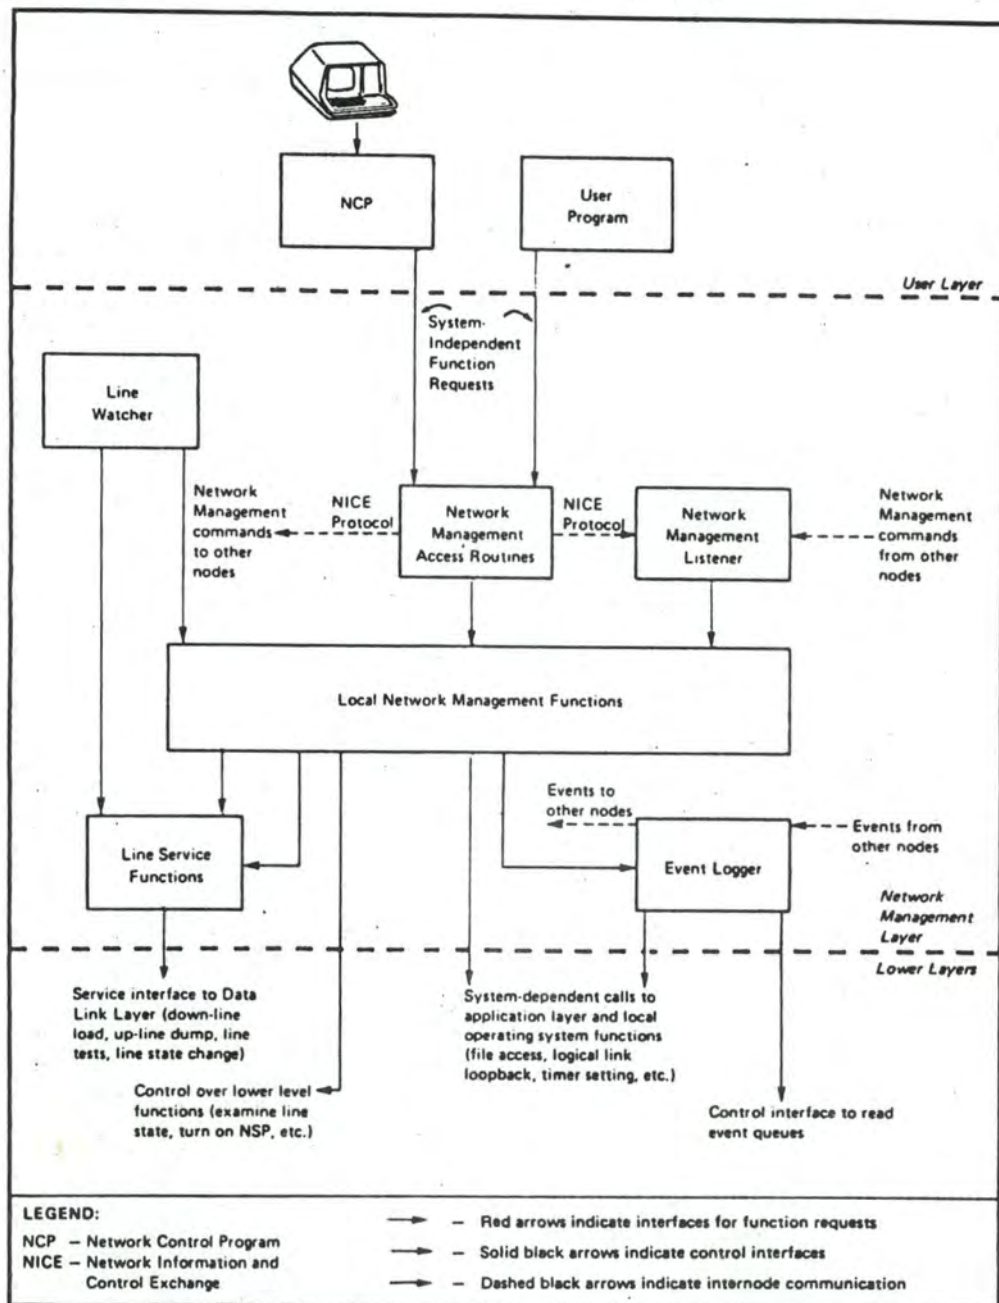 NCP
User
Program
User Layer
System-
Independent
Function
Requests
Line
Watcher
Network
Management
commands
to other
nodes
NICE
Protocol
Network
Management
Access Routines
NICE
Protocol
Network
Management
Listener
Network
Management
commands
from other
nodes
Local Network Management Functions
Events to
other nodes
Line Service
Functions
Event Logger
Events from
other nodes
Network
Management
Layer
Lower Layers
Service interface to Data
Link Layer (down-line
load, up-line dump, line
tests, line state change)
System-dependent calls to
application layer and local
operating system functions
(file access, logical link
loopback, timer setting, etc.)
Control over lower level
functions (examine line
state, turn on NSP, etc.)
Control interface to read
event queues
LEGEND:
NCP – Network Control Program
NICE – Network Information and
Control Exchange
– Red arrows indicate interfaces for function requests
– Solid black arrows indicate control interfaces
– Dashed black arrows indicate internode communication